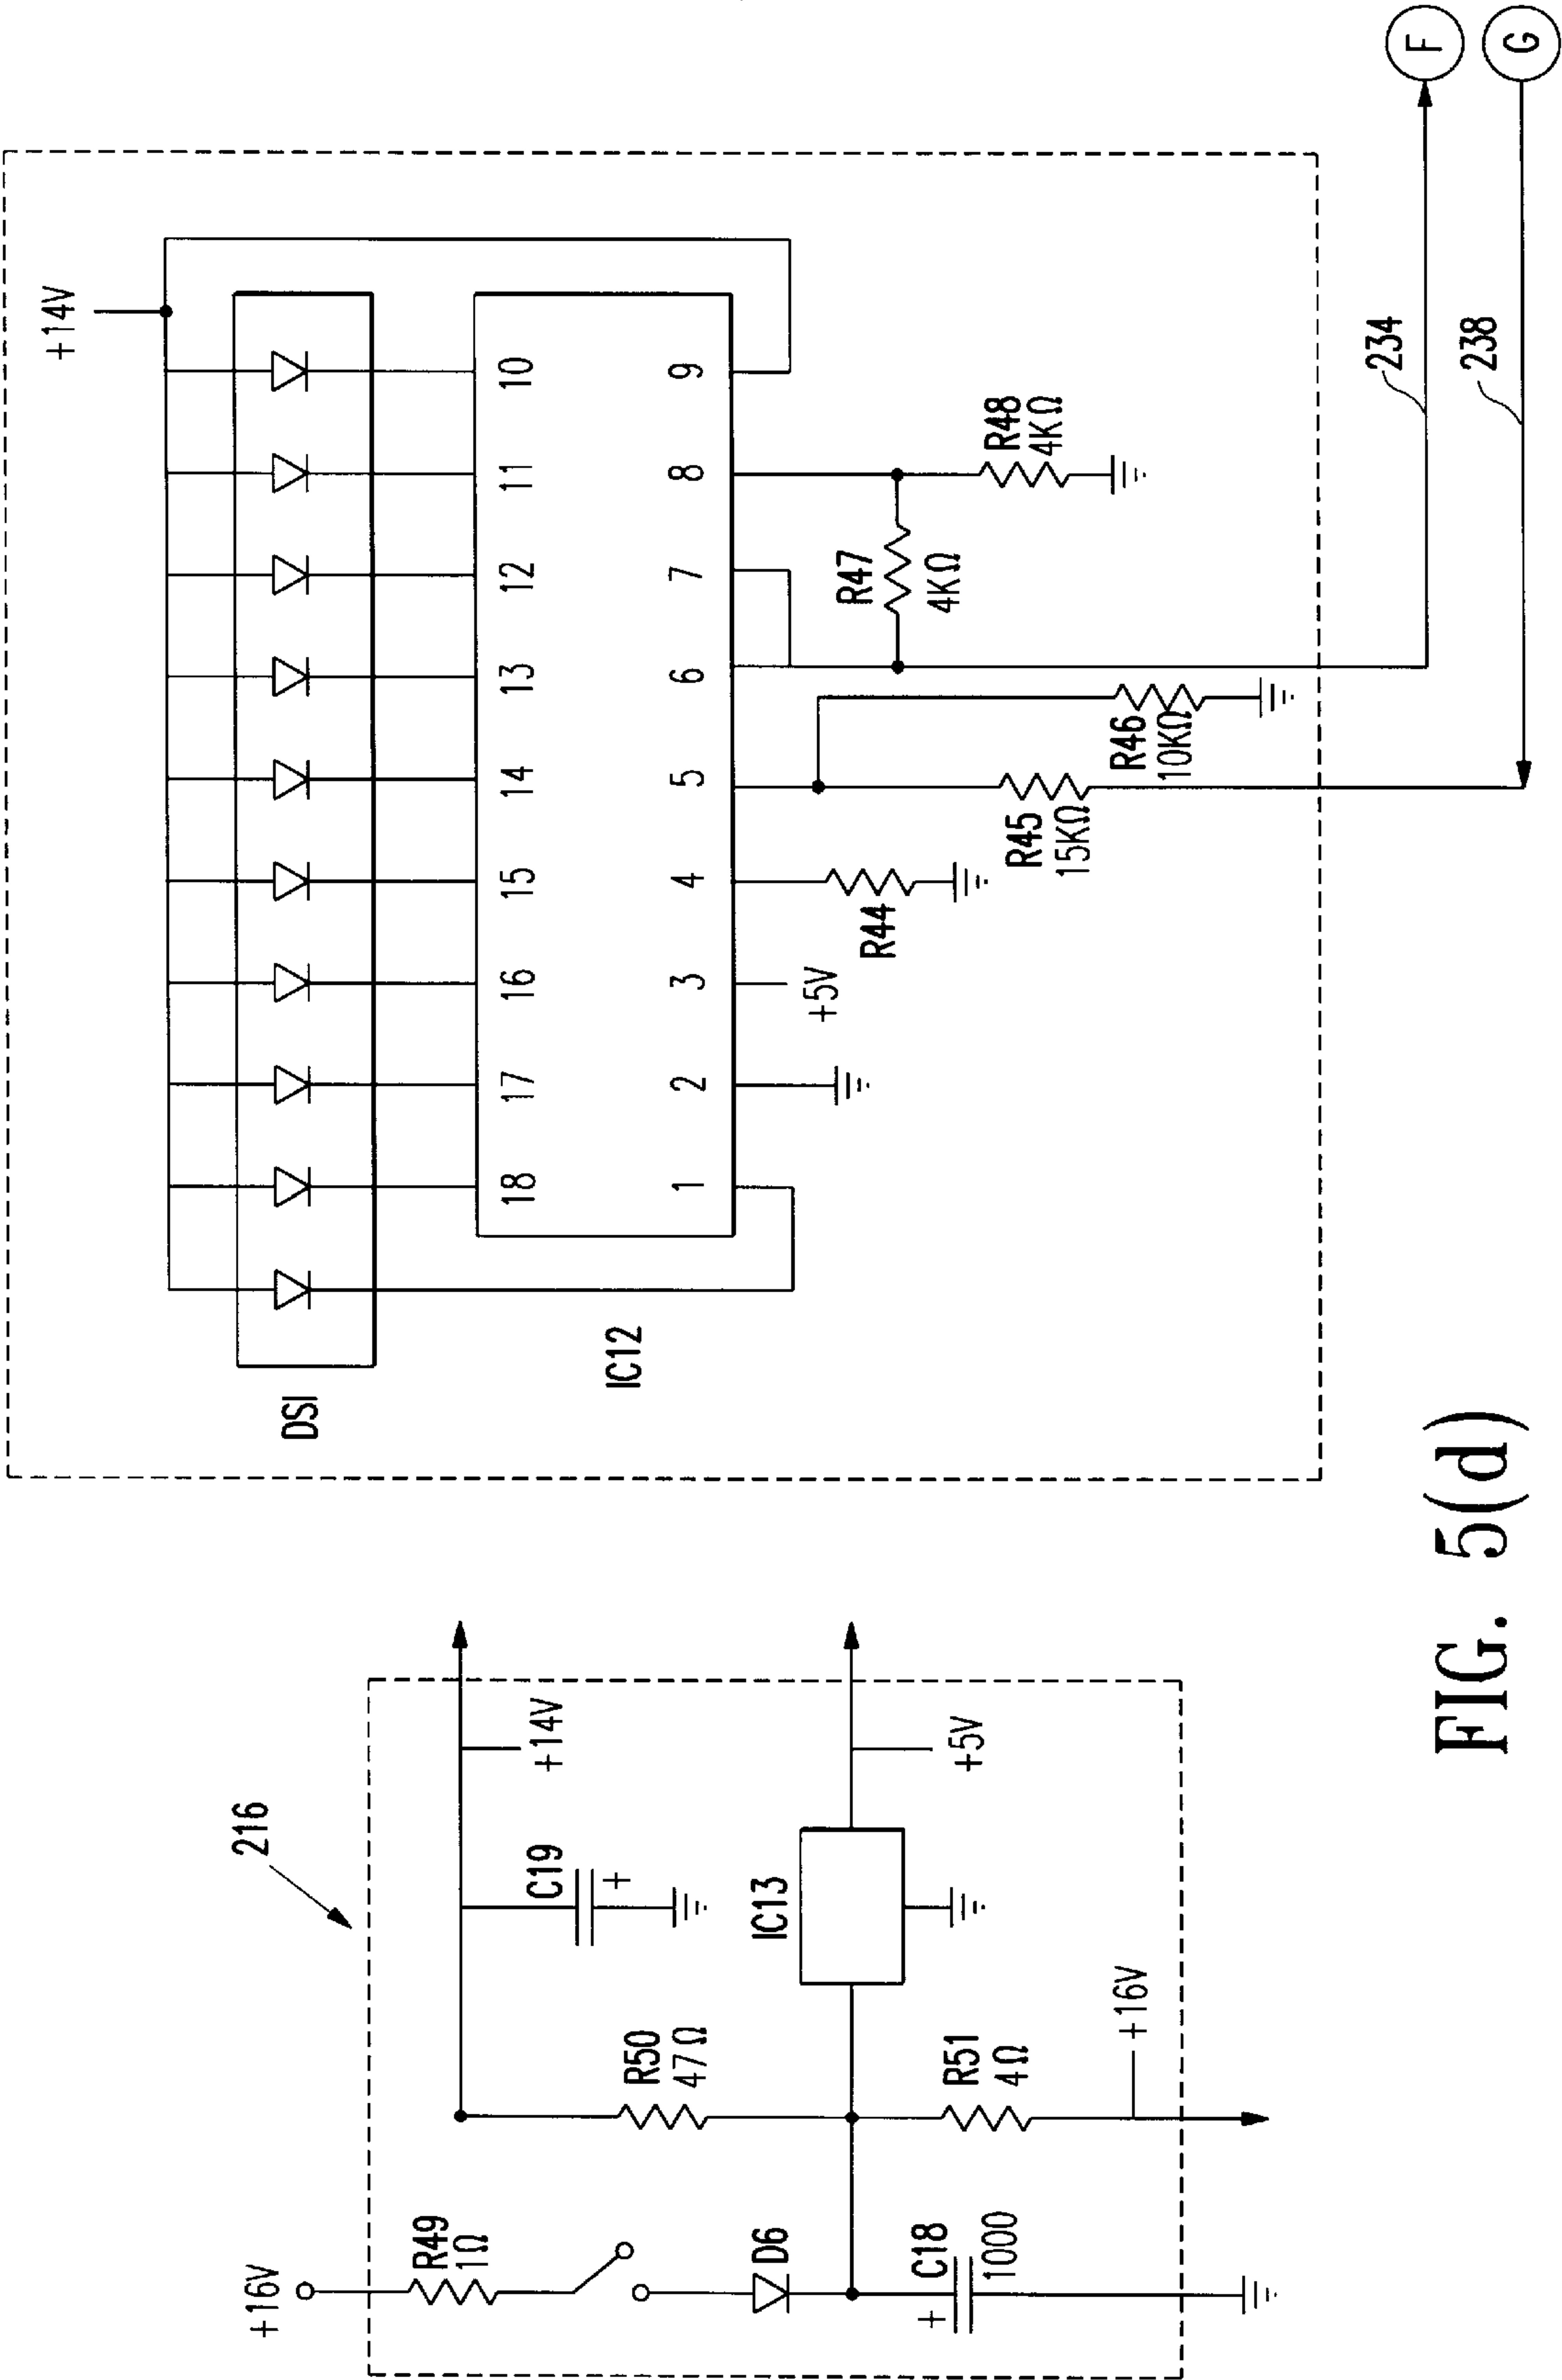 +14V
DSI
10
11
12
13
14
15
16
17
18
IC12
1
2
3
4
5
6
7
8
9
+5V
R44
R45
15KΩ
R46
10KΩ
R47
4KΩ
R48
4KΩ
234
238
F
G
216
+16V
R49
1Ω
D6
C18
+
1000
R50
47Ω
R51
4Ω
+16V
C19
+
+14V
IC13
+5V
FIG. 5(d)